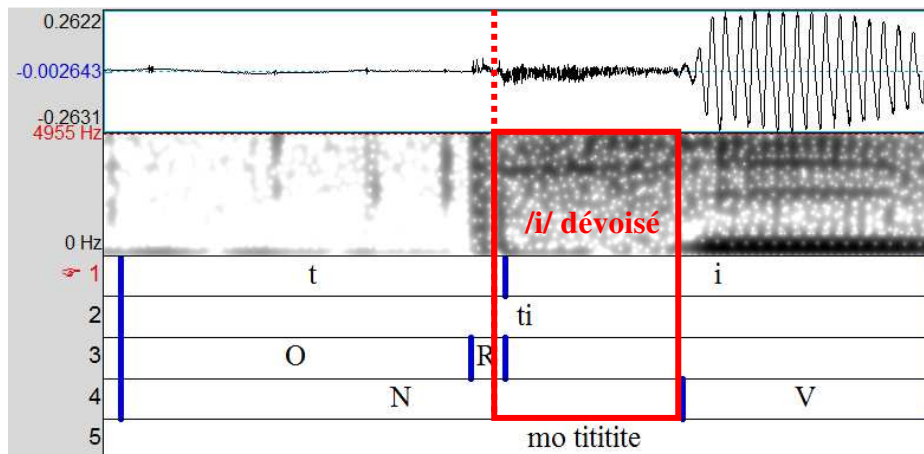 0.2622
-0.002643
-0.2631
4955 Hz
/i/ dévoisé
0 Hz
☞ 1 t i
2 ti
3 O R
4 N V
5 mo tititite